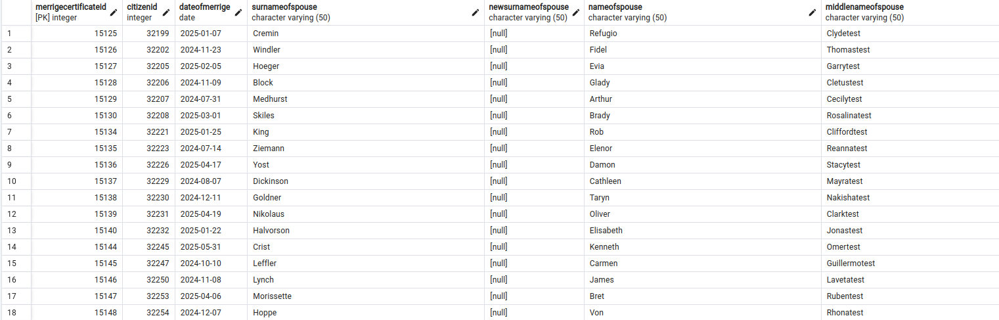 merrigecertificateid citizenid dateofmerrige surnameofspouse newsurnameofspouse nameofspouse middlenameofspouse
[PK] integer integer date character varying (50) character varying (50) character varying (50) character varying (50)
1 15125 32199 2025-01-07 Cremin [null] Refugio Clydetest
2 15126 32202 2024-11-23 Windler [null] Fidel Thomastest
3 15127 32205 2025-02-05 Hoeger [null] Evia Garrytest
4 15128 32206 2024-11-09 Block [null] Glady Cletustest
5 15129 32207 2024-07-31 Medhurst [null] Arthur Cecilytest
6 15130 32208 2025-03-01 Skiles [null] Brady Rosalinatest
7 15134 32221 2025-01-25 King [null] Rob Cliffordtest
8 15135 32223 2024-07-14 Ziemann [null] Elenor Reannatest
9 15136 32226 2025-04-17 Yost [null] Damon Stacytest
10 15137 32229 2024-08-07 Dickinson [null] Cathleen Mayratest
11 15138 32230 2024-12-11 Goldner [null] Taryn Nakishatest
12 15139 32231 2025-04-19 Nikolaus [null] Oliver Clarktest
13 15140 32232 2025-01-22 Halvorson [null] Elisabeth Jonastest
14 15144 32245 2025-05-31 Crist [null] Kenneth Omertest
15 15145 32247 2024-10-10 Leffler [null] Carmen Guillermotest
16 15146 32250 2024-11-08 Lynch [null] James Lavetatest
17 15147 32253 2025-04-06 Morissette [null] Bret Rubentest
18 15148 32254 2024-12-07 Hoppe [null] Von Rhonatest